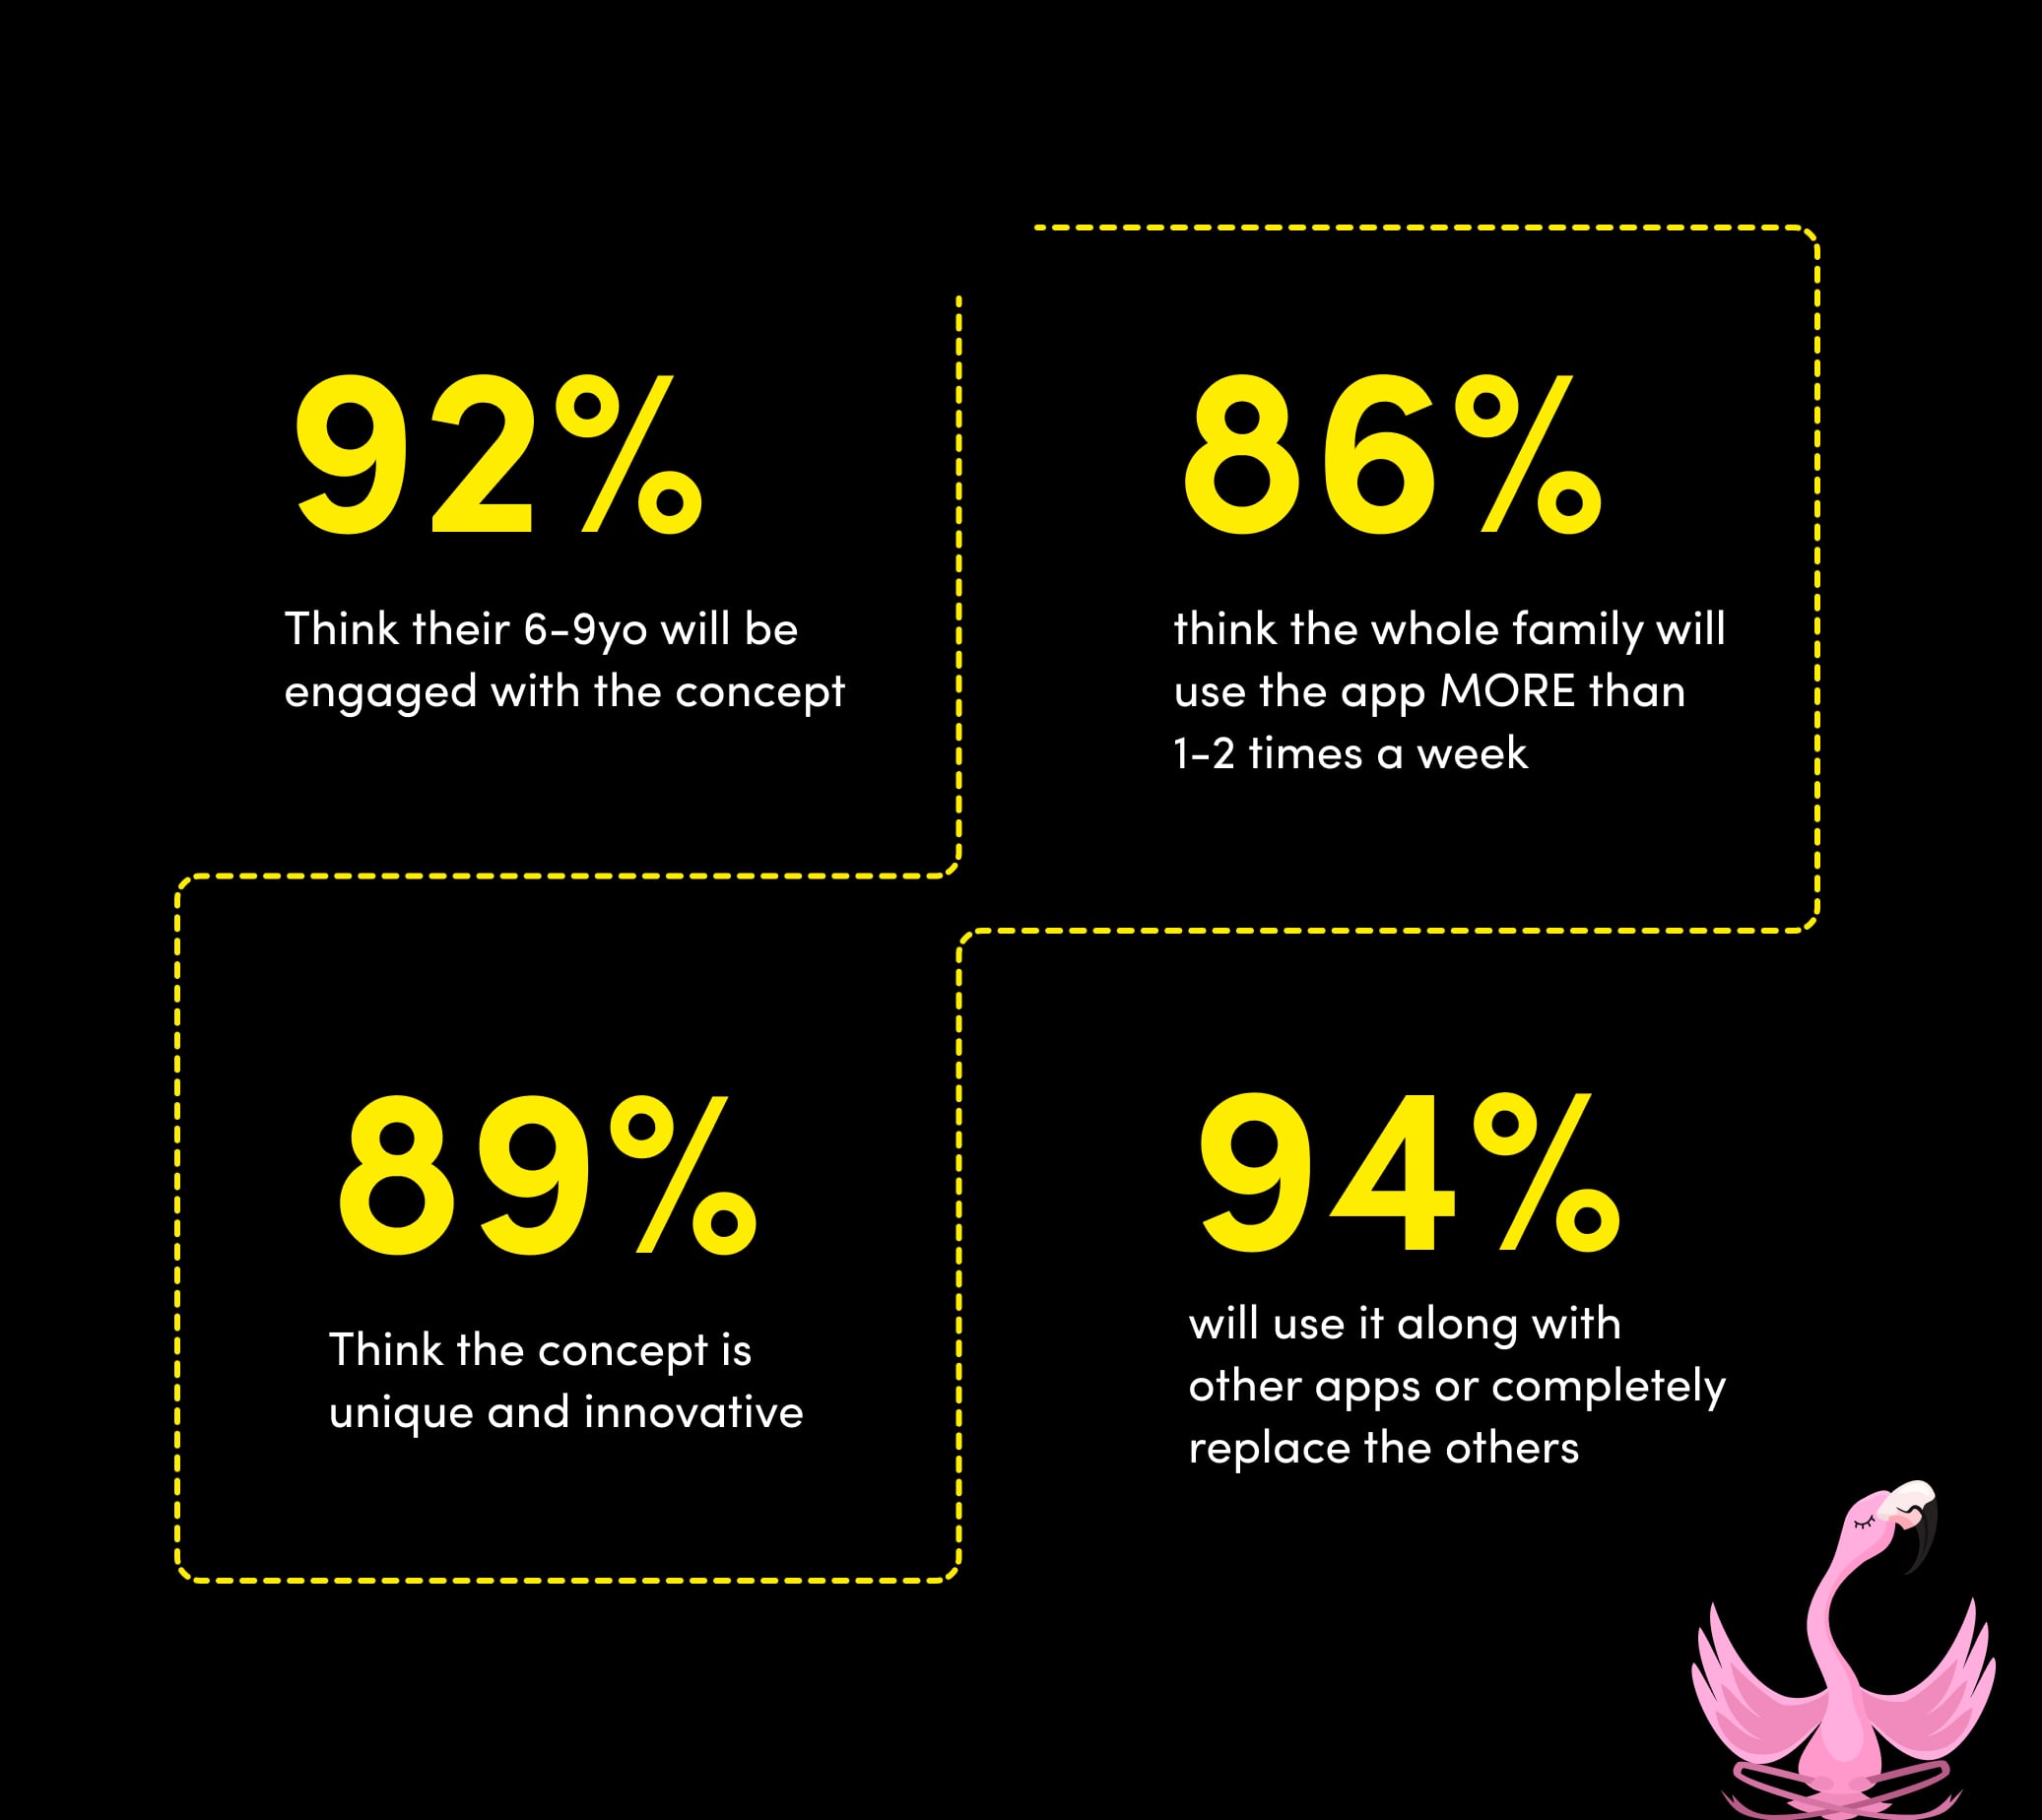 92%
Think their 6-9yo will be
engaged with the concept
86%
think the whole family will
use the app MORE than
1-2 times a week
89%
Think the concept is
unique and innovative
94%
will use it along with
other apps or completely
replace the others